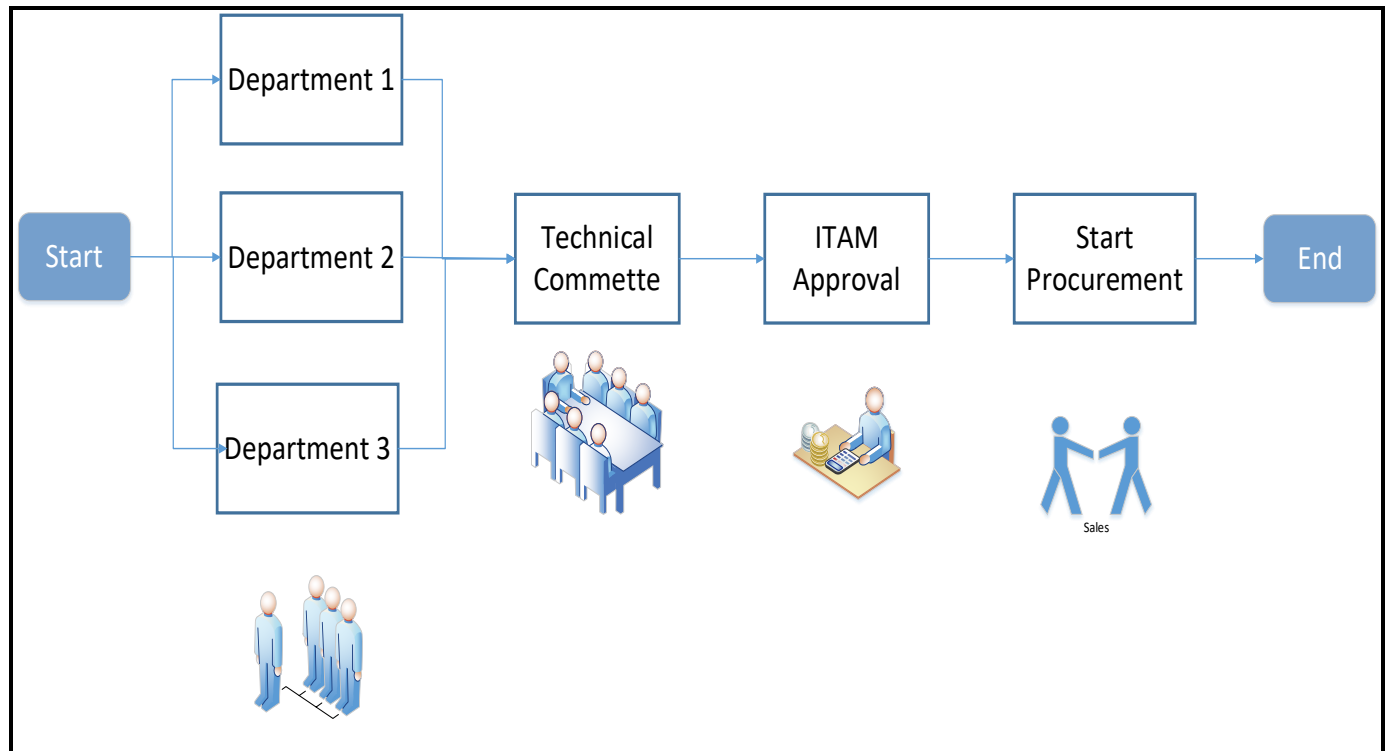 Department 1
Start
Department 2
Technical
Commette
ITAM
Approval
Start
Procurement
End
Department 3
Sales